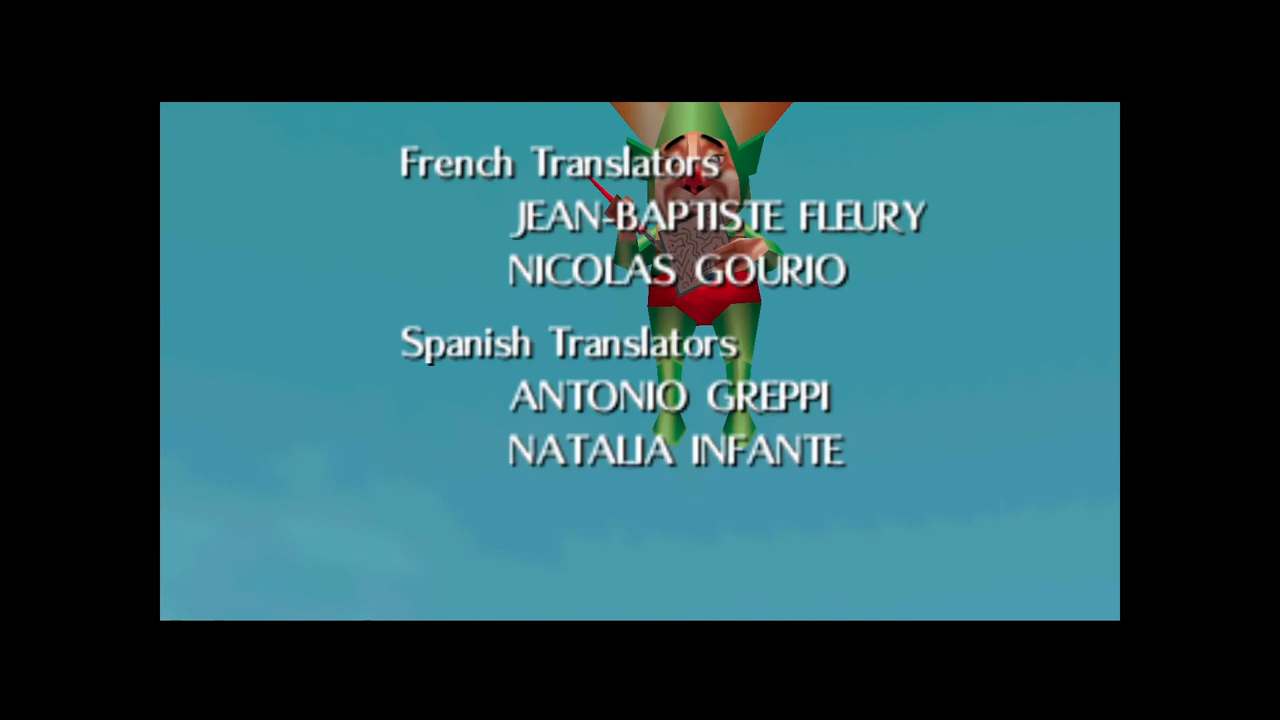 French Translators
JEAN-BAPTISTE FLEURY
NICOLAS GOURIO
Spanish Translators
ANTONIO GREPPI
NATALIA INFANTE